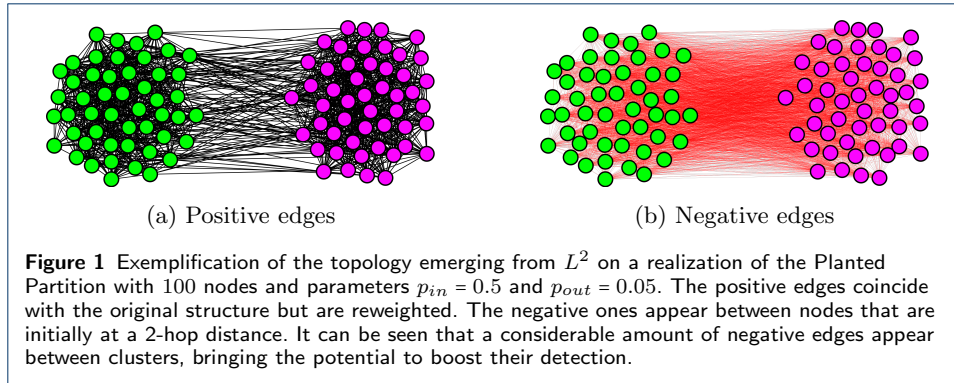 (a) Positive edges
(b) Negative edges
Figure 1 Exemplification of the topology emerging from L² on a realization of the Planted
Partition with 100 nodes and parameters p_in = 0.5 and p_out = 0.05. The positive edges coincide
with the original structure but are reweighted. The negative ones appear between nodes that are
initially at a 2-hop distance. It can be seen that a considerable amount of negative edges appear
between clusters, bringing the potential to boost their detection.